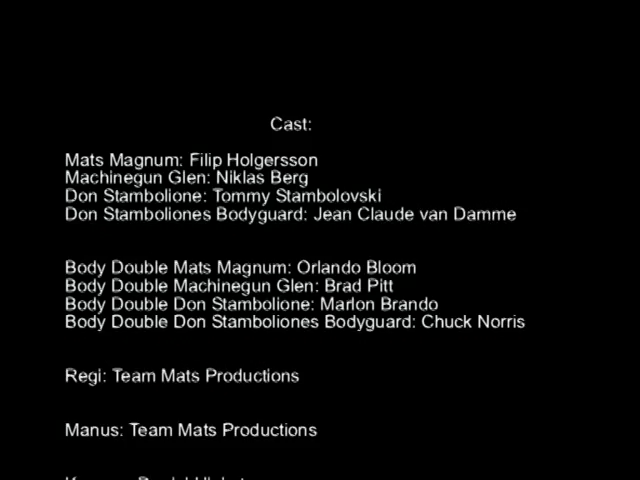 Cast:
Mats Magnum: Filip Holgersson
Machinegun Glen: Niklas Berg
Don Stambolione: Tommy Stambolovski
Don Stamboliones Bodyguard: Jean Claude van Damme
Body Double Mats Magnum: Orlando Bloom
Body Double Machinegun Glen: Brad Pitt
Body Double Don Stambolione: Marlon Brando
Body Double Don Stamboliones Bodyguard: Chuck Norris
Regi: Team Mats Productions
Manus: Team Mats Productions